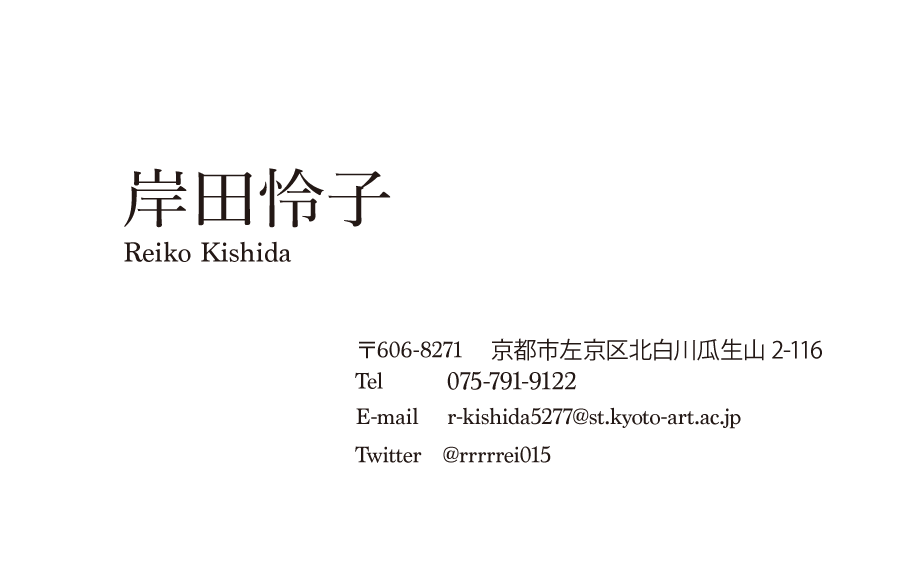 岸田怜子
Reiko Kishida
〒606-8271 京都市左京区北白川瓜生山 2-116
Tel 075-791-9122
E-mail r-kishida5277@st.kyoto-art.ac.jp
Twitter @rrrrrei015